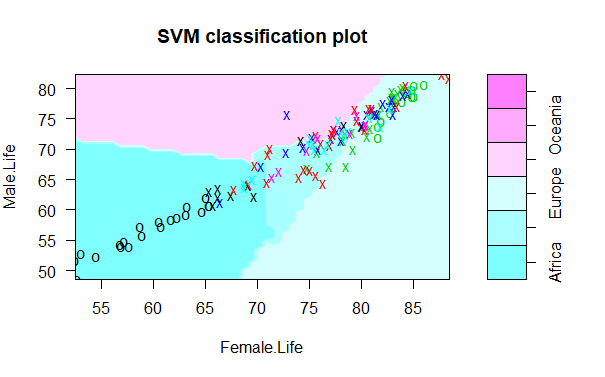 SVM classification plot
80
75
70
65
60
55
50
Male.Life
55 60 65 70 75 80 85
Female.Life
Africa Europe Oceania